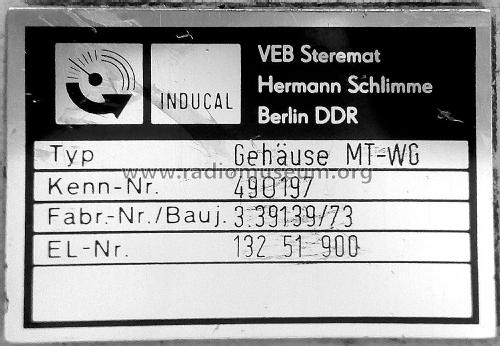 VEB Steremat
Hermann Schlimme
Berlin DDR
INDUCAL
Typ Gehäuse MT-WG
www.radiomuseum.org
Kenn-Nr. 490197
Fabr.-Nr./Bauj. 3.39139/73
EL-Nr. 132 51 900